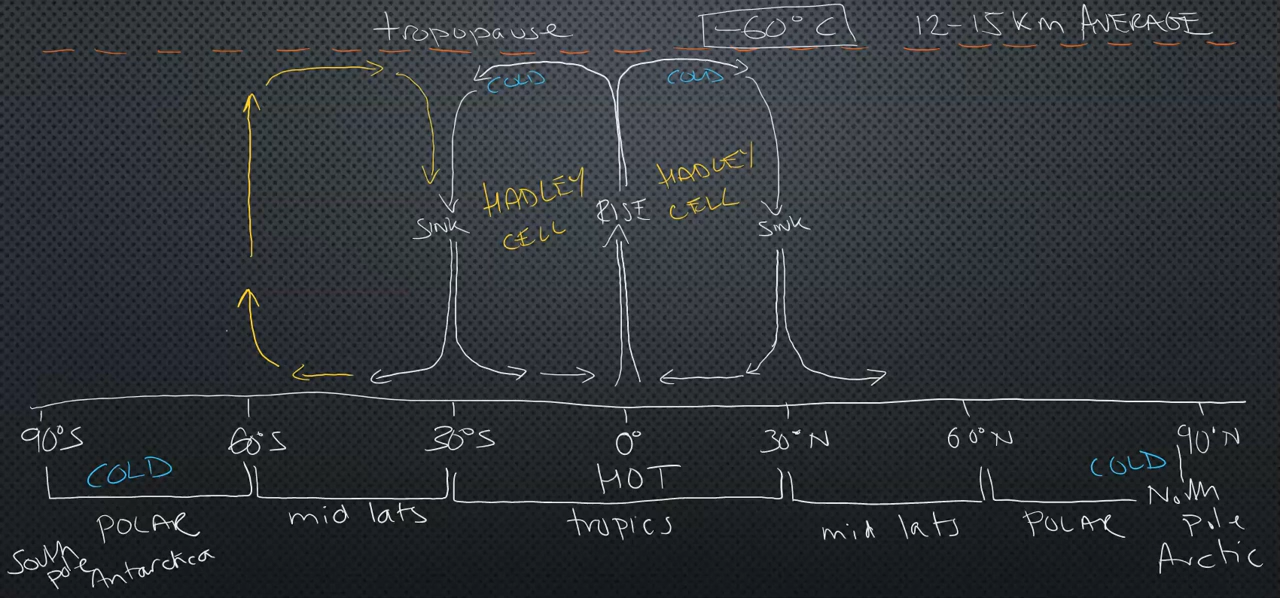 tropopause
-60°C
12-15 Km AVERAGE
COLD
COLD
HADLEY
CELL
RISE
HADLEY
CELL
SINK
SINK
90°S
60°S
30°S
0°
30°N
60°N
90°N
COLD
HOT
COLD
POLAR
mid lats
tropics
mid lats
POLAR
North
Pole
Arctic
South
pole
Antarctica